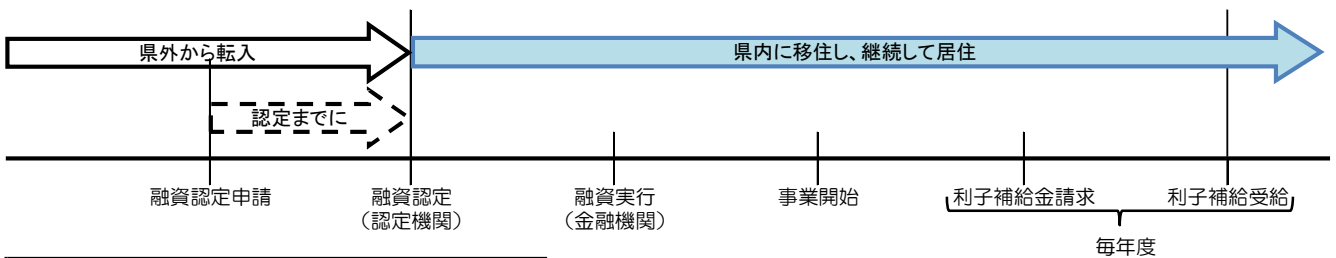 県外から転入
県内に移住し、継続して居住
認定までに
融資認定申請
融資認定
(認定機関)
融資実行
(金融機関)
事業開始
利子補給金請求
利子補給受給
毎年度